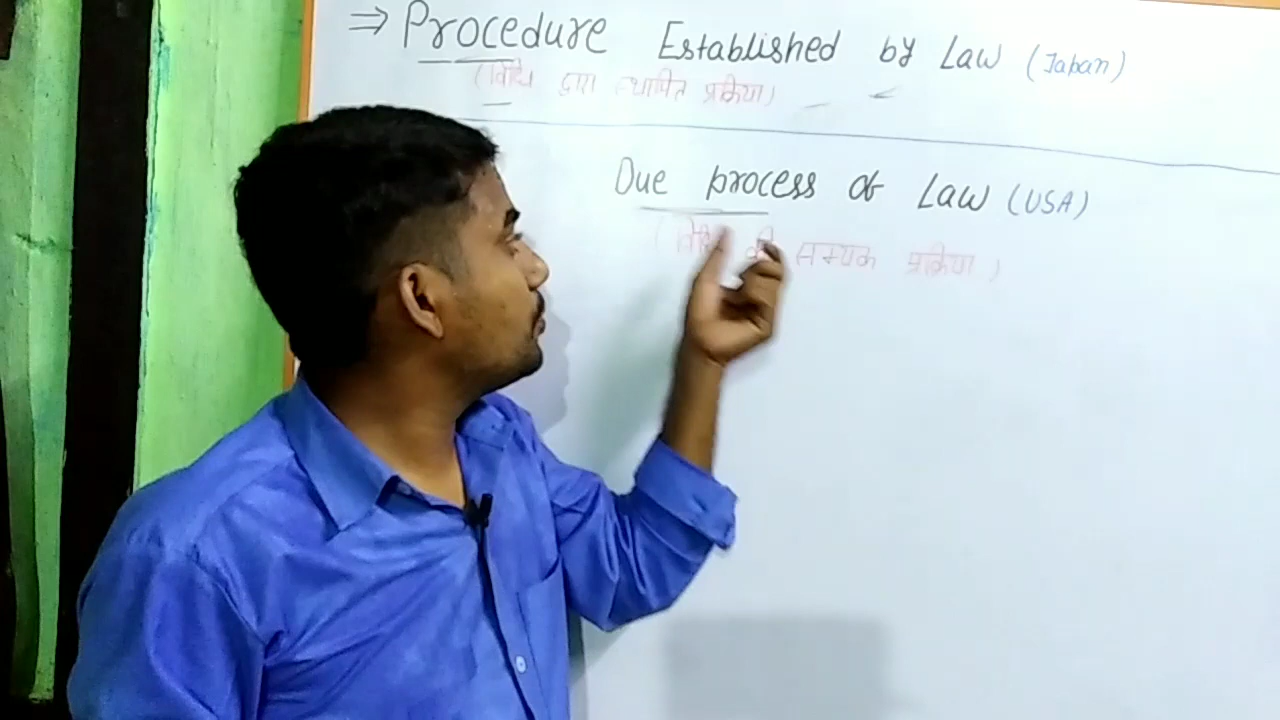 ⇒ Procedure Established by Law (Japan)
(विधि द्वारा स्थापित प्रक्रिया)
Due process of Law (USA)
(विधि की सम्यक प्रक्रिया)